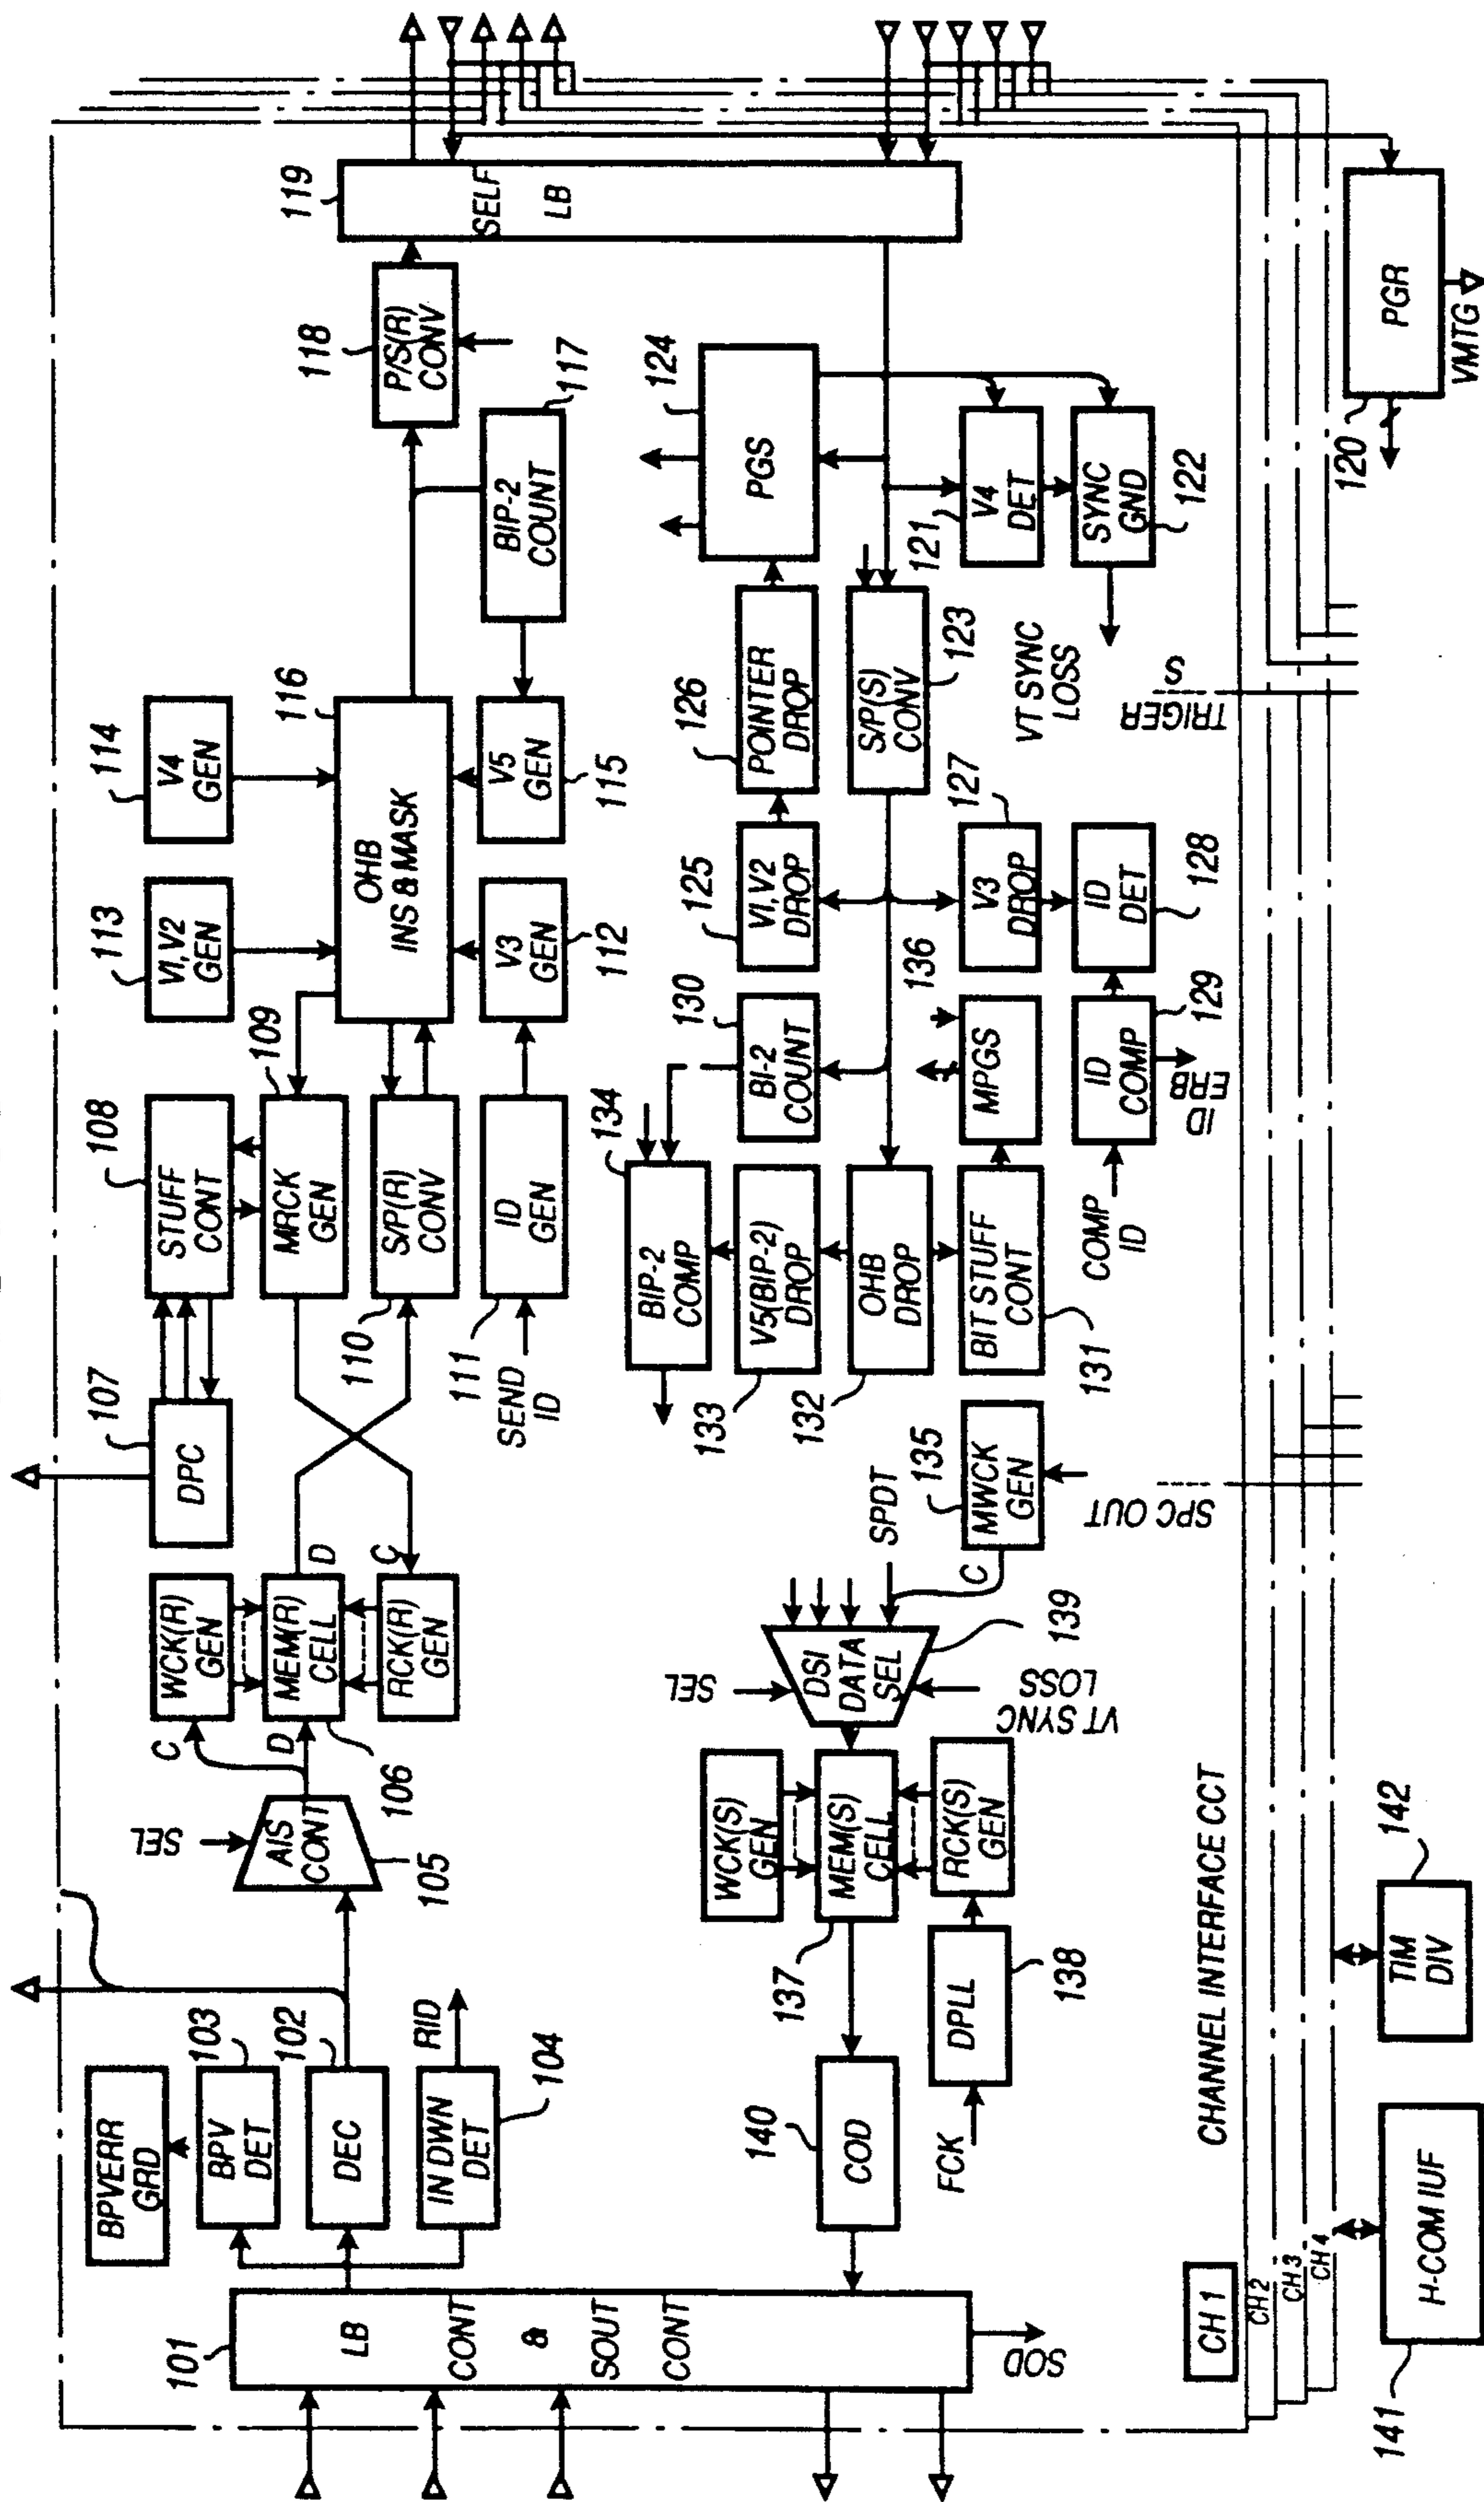 101
LB
CONT
&
SOUT
CONT
SOD
BPVERR
GRD
BPV
DET
103
DEC
102
IN DWN
DET
104
RID
SEL
AIS
CONT
105
C
D
WCK(R)
GEN
MEM(R)
CELL
RCK(R)
GEN
106
D
C
DPC
107
STUFF
CONT
108
MRCK
GEN
109
S/P(R)
CONV
110
ID
GEN
111
SEND
ID
V1,V2
GEN
113
V4
GEN
114
OHB
INS & MASK
116
V3
GEN
112
V5
GEN
115
BIP-2
COUNT
117
P/S(R)
CONV
118
SELF
LB
119
COD
140
FCK
DPLL
138
WCK(S)
GEN
MEM(S)
CELL
RCK(S)
GEN
137
SEL
DSI
DATA
SEL
139
VT SYNC
LOSS
SPDT
C
MWCK
GEN
135
SPC OUT
BIP-2
COMP
134
V5(BIP-2)
DROP
133
OHB
DROP
132
BIT STUFF
CONT
131
COMP
ID
BI-2
COUNT
130
MPGS
136
ID
COMP
129
ID
ERB
V1,V2
DROP
125
V3
DROP
127
ID
DET
128
POINTER
DROP
126
S/P(S)
CONV
123
VT SYNC
LOSS
TRIGER
S
PGS
124
V4
DET
121
SYNC
GND
122
PGR
120
VMTG
CHANNEL INTERFACE CCT
CH 1
CH 2
CH 3
CH 4
H-COM IUF
141
TIM
DIV
142